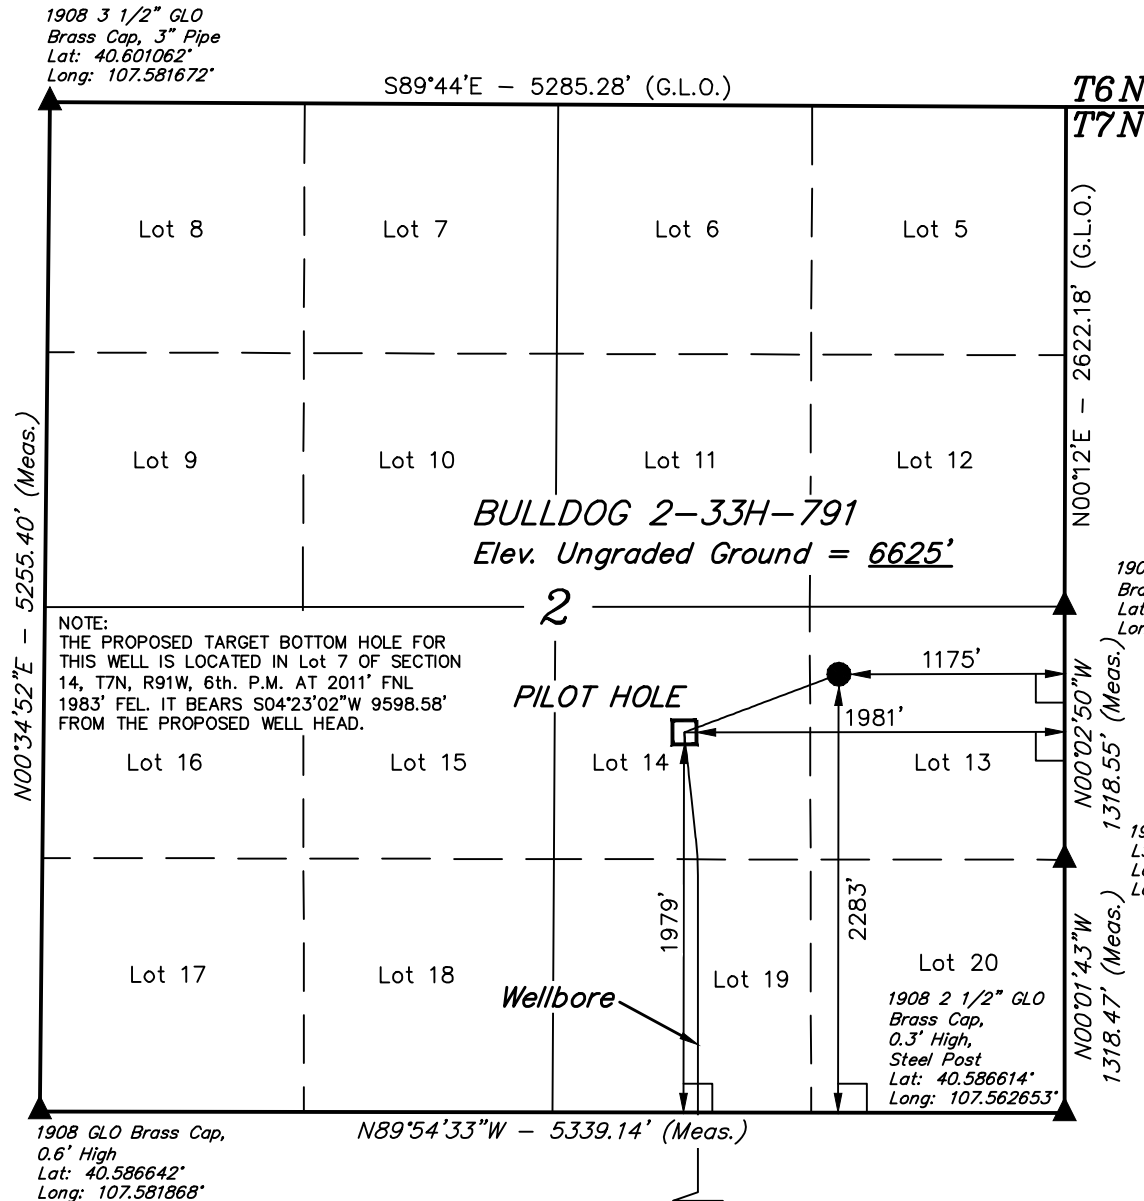 1908 3 1/2" GLO
Brass Cap, 3" Pipe
Lat: 40.601062°
Long: 107.581672°
S89°44'E – 5285.28' (G.L.O.)
T6N
T7N
Lot 8
Lot 7
Lot 6
Lot 5
N00°12'E – 2622.18' (G.L.O.)
Lot 9
Lot 10
Lot 11
Lot 12
N00°34'52"E – 5255.40' (Meas.)
BULLDOG 2–33H–791
Elev. Ungraded Ground = 6625'
2
NOTE:
THE PROPOSED TARGET BOTTOM HOLE FOR
THIS WELL IS LOCATED IN Lot 7 OF SECTION
14, T7N, R91W, 6th. P.M. AT 2011' FNL
1983' FEL. IT BEARS S04°23'02"W 9598.58'
FROM THE PROPOSED WELL HEAD.
PILOT HOLE
1175'
1981'
N00°02'50"W
1318.55' (Meas.)
Lot 16
Lot 15
Lot 14
Lot 13
1979'
2283'
Lot 17
Lot 18
Lot 19
Lot 20
Wellbore
1908 2 1/2" GLO
Brass Cap,
0.3' High,
Steel Post
Lat: 40.586614°
Long: 107.562653°
N00°01'43"W
1318.47' (Meas.)
1908 GLO Brass Cap,
0.6' High
Lat: 40.586642°
Long: 107.581868°
N89°54'33"W – 5339.14' (Meas.)